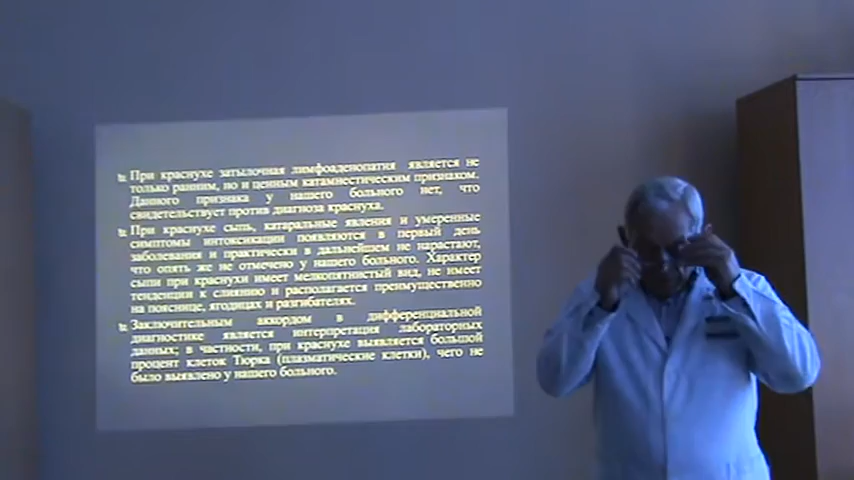 При краснухе затылочная лимфоаденопатия является не
только ранним, но и ценным катамнестическим признаком.
Данного признака у нашего больного нет, что
свидетельствует против диагноза краснуха.
При краснухе сыпь, катаральные явления и умеренные
симптомы интоксикации появляются в первый день
заболевания и практически в дальнейшем не нарастают,
что опять же не отмечено у нашего больного. Характер
сыпи при краснухи имеет мелкопятнистый вид, не имеет
тенденции к слиянию и располагается преимущественно
на пояснице, ягодицах и разгибателях.
Заключительным аккордом в дифференциальной
диагностике является интерпретация лабораторных
данных; в частности, при краснухе выявляется большой
процент клеток Тюрка (плазматические клетки), чего не
было выявлено у нашего больного.